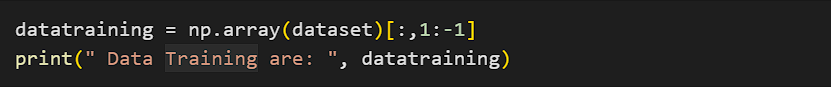 datatraining = np.array(dataset)[:,1:-1]
print(" Data Training are: ", datatraining)